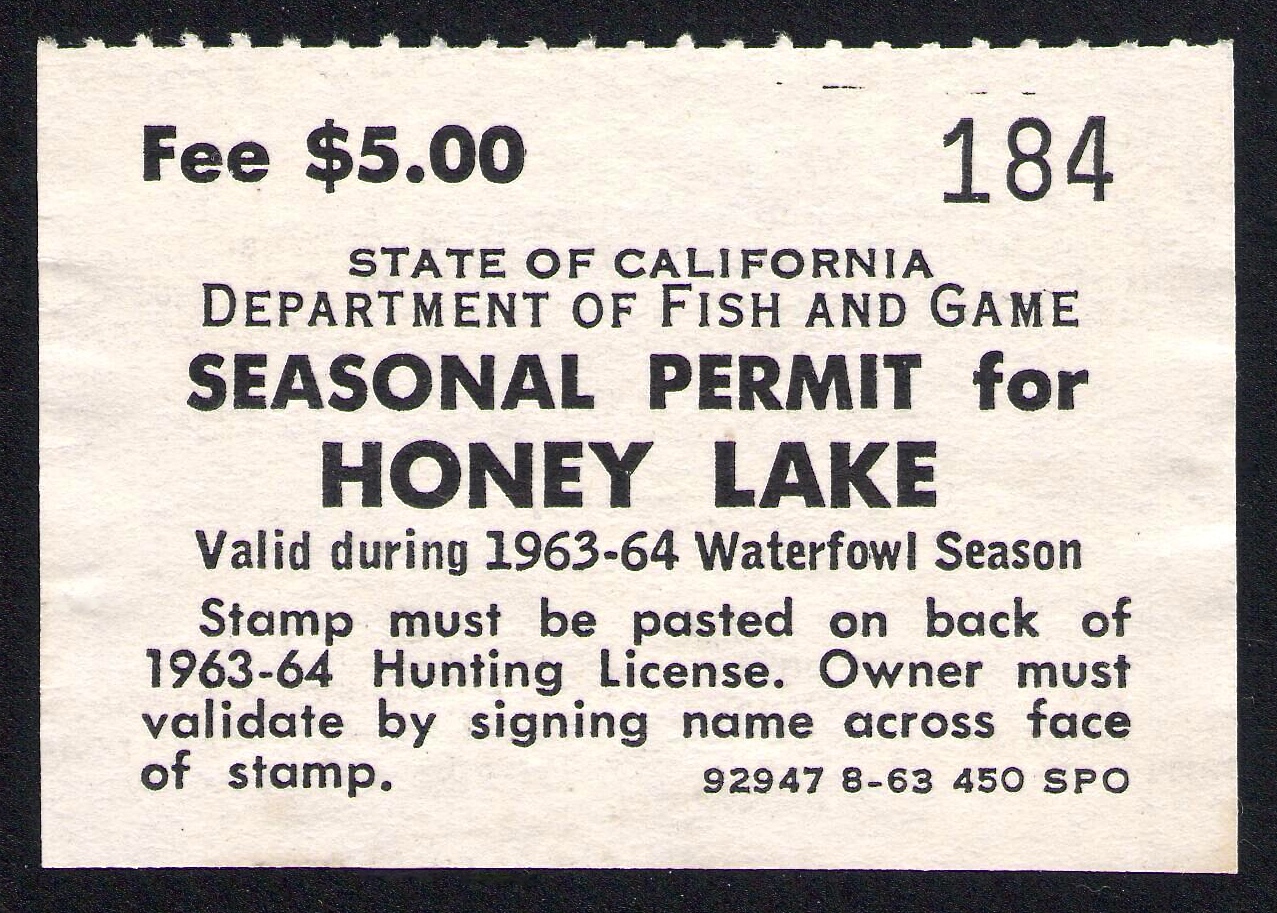 Fee $5.00 184
STATE OF CALIFORNIA
DEPARTMENT OF FISH AND GAME
SEASONAL PERMIT for
HONEY LAKE
Valid during 1963-64 Waterfowl Season
Stamp must be pasted on back of
1963-64 Hunting License. Owner must
validate by signing name across face
of stamp. 92947 8-63 450 SPO